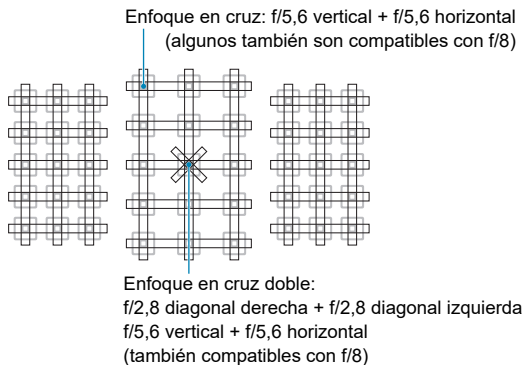 Enfoque en cruz: f/5,6 vertical + f/5,6 horizontal
(algunos también son compatibles con f/8)
Enfoque en cruz doble:
f/2,8 diagonal derecha + f/2,8 diagonal izquierda
f/5,6 vertical + f/5,6 horizontal
(también compatibles con f/8)